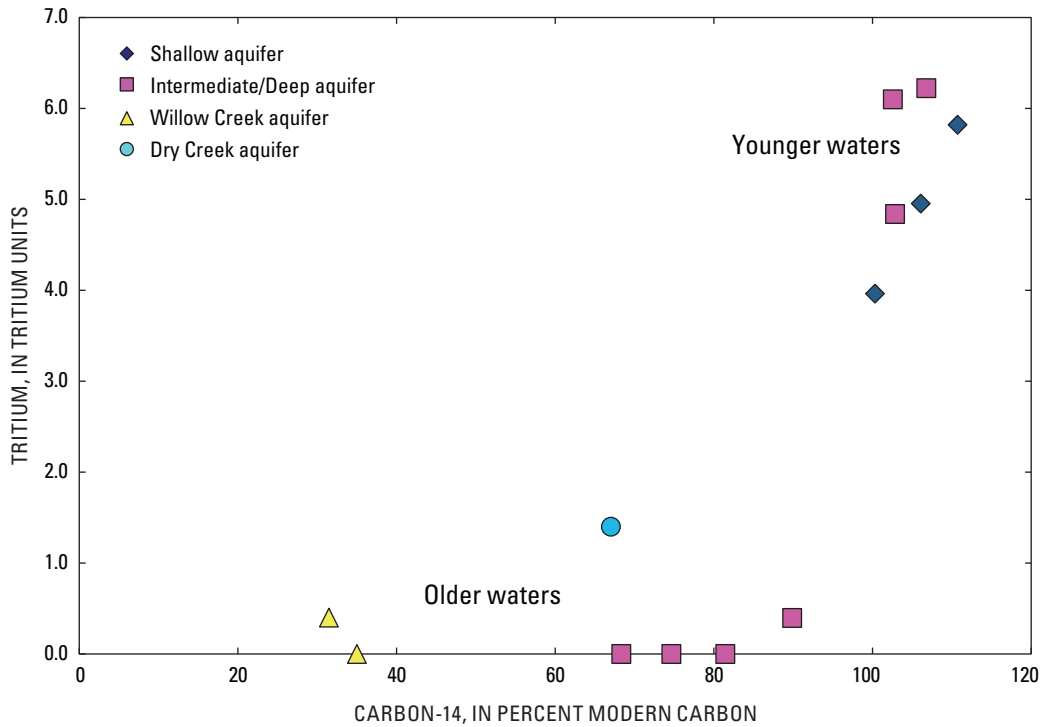 7.0
6.0
5.0
4.0
3.0
2.0
1.0
0.0
TRITIUM, IN TRITIUM UNITS
Shallow aquifer
Intermediate/Deep aquifer
Willow Creek aquifer
Dry Creek aquifer
Younger waters
Older waters
0
20
40
60
80
100
120
CARBON-14, IN PERCENT MODERN CARBON